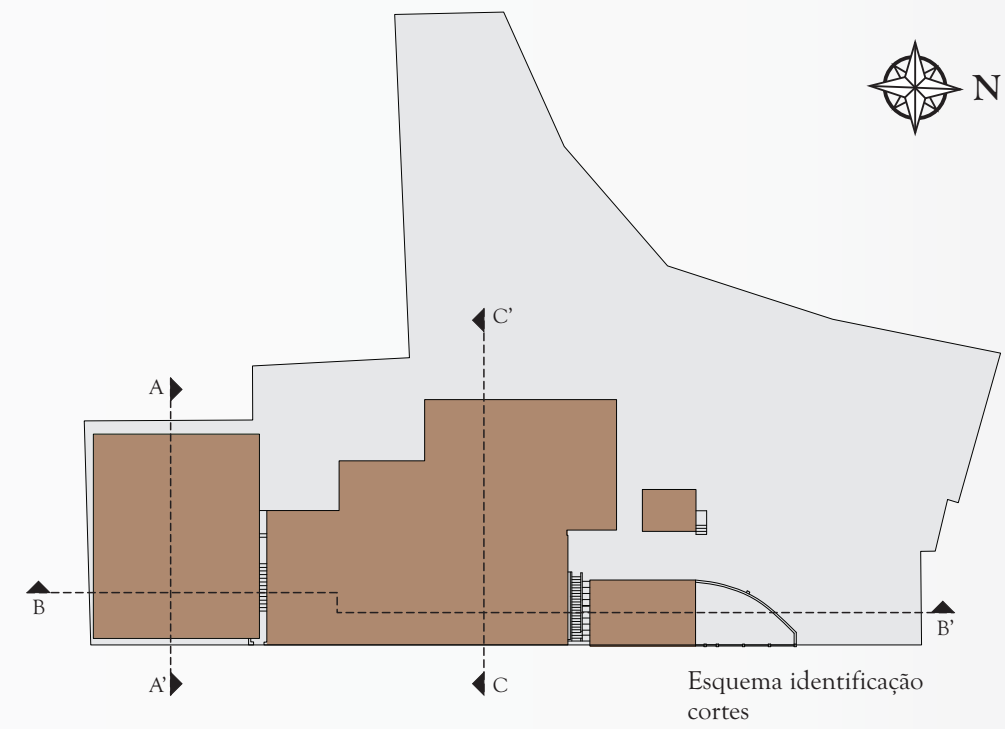 N
C’
A
B
B’
A’
C
Esquema identificação
cortes